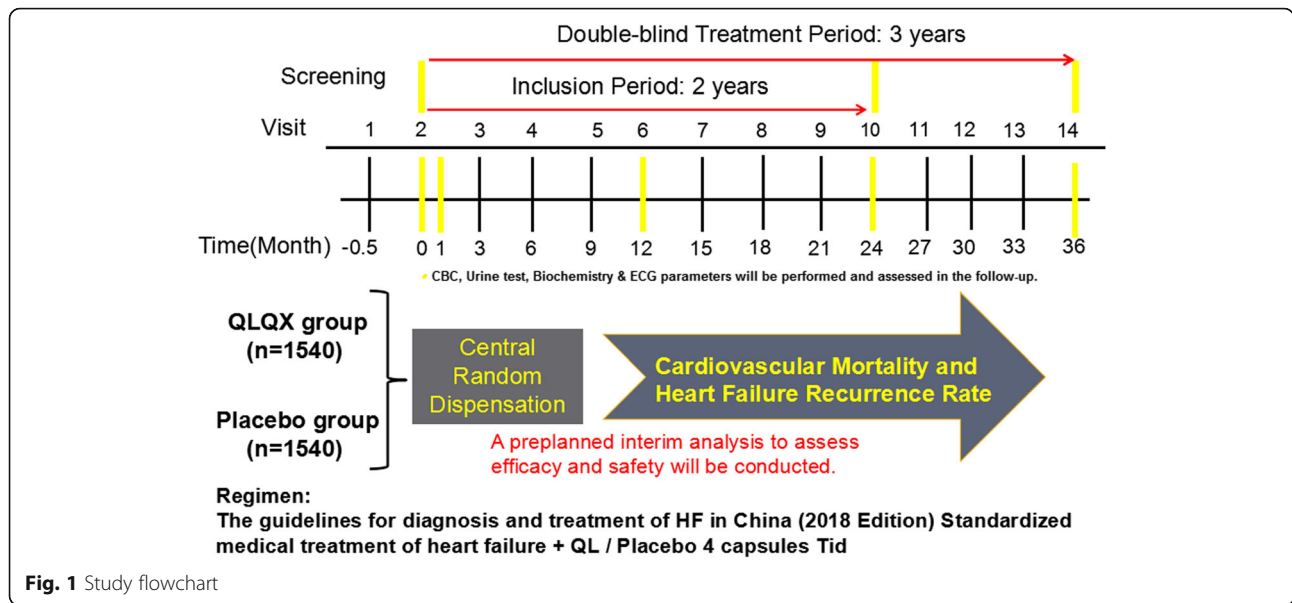 Double-blind Treatment Period: 3 years
Screening
Inclusion Period: 2 years
Visit 1 2 3 4 5 6 7 8 9 10 11 12 13 14
Time(Month) -0.5 0 1 3 6 9 12 15 18 21 24 27 30 33 36
* CBC, Urine test, Biochemistry & ECG parameters will be performed and assessed in the follow-up.
QLQX group
(n=1540)
Placebo group
(n=1540)
Central
Random
Dispensation
Cardiovascular Mortality and
Heart Failure Recurrence Rate
A preplanned interim analysis to assess
efficacy and safety will be conducted.
Regimen:
The guidelines for diagnosis and treatment of HF in China (2018 Edition) Standardized
medical treatment of heart failure + QL / Placebo 4 capsules Tid
Fig. 1 Study flowchart